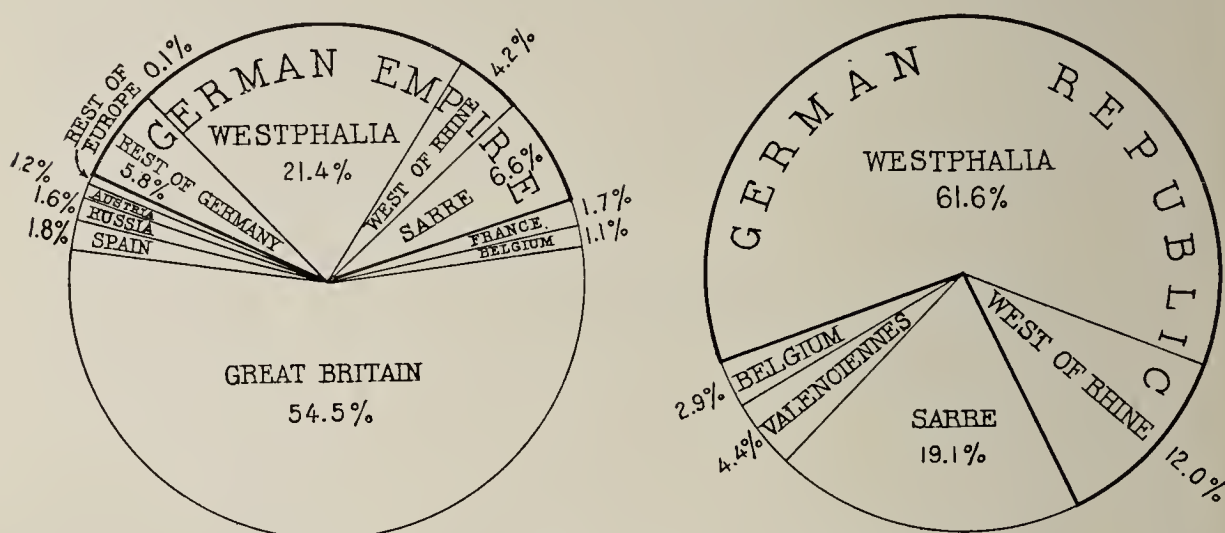 GERMAN EMPIRE
REST OF EUROPE 0.1%
REST OF GERMANY
5.8%
WESTPHALIA
21.4%
WEST OF RHINE
4.2%
SARRE
6.6%
FRANCE.
1.7%
BELGIUM
1.1%
1.2%
AUSTRIA
1.6%
RUSSIA
1.8%
SPAIN
GREAT BRITAIN
54.5%
GERMAN REPUBLIC
WESTPHALIA
61.6%
BELGIUM
2.9%
VALENCIENNES
4.4%
SARRE
19.1%
WEST OF RHINE
12.0%